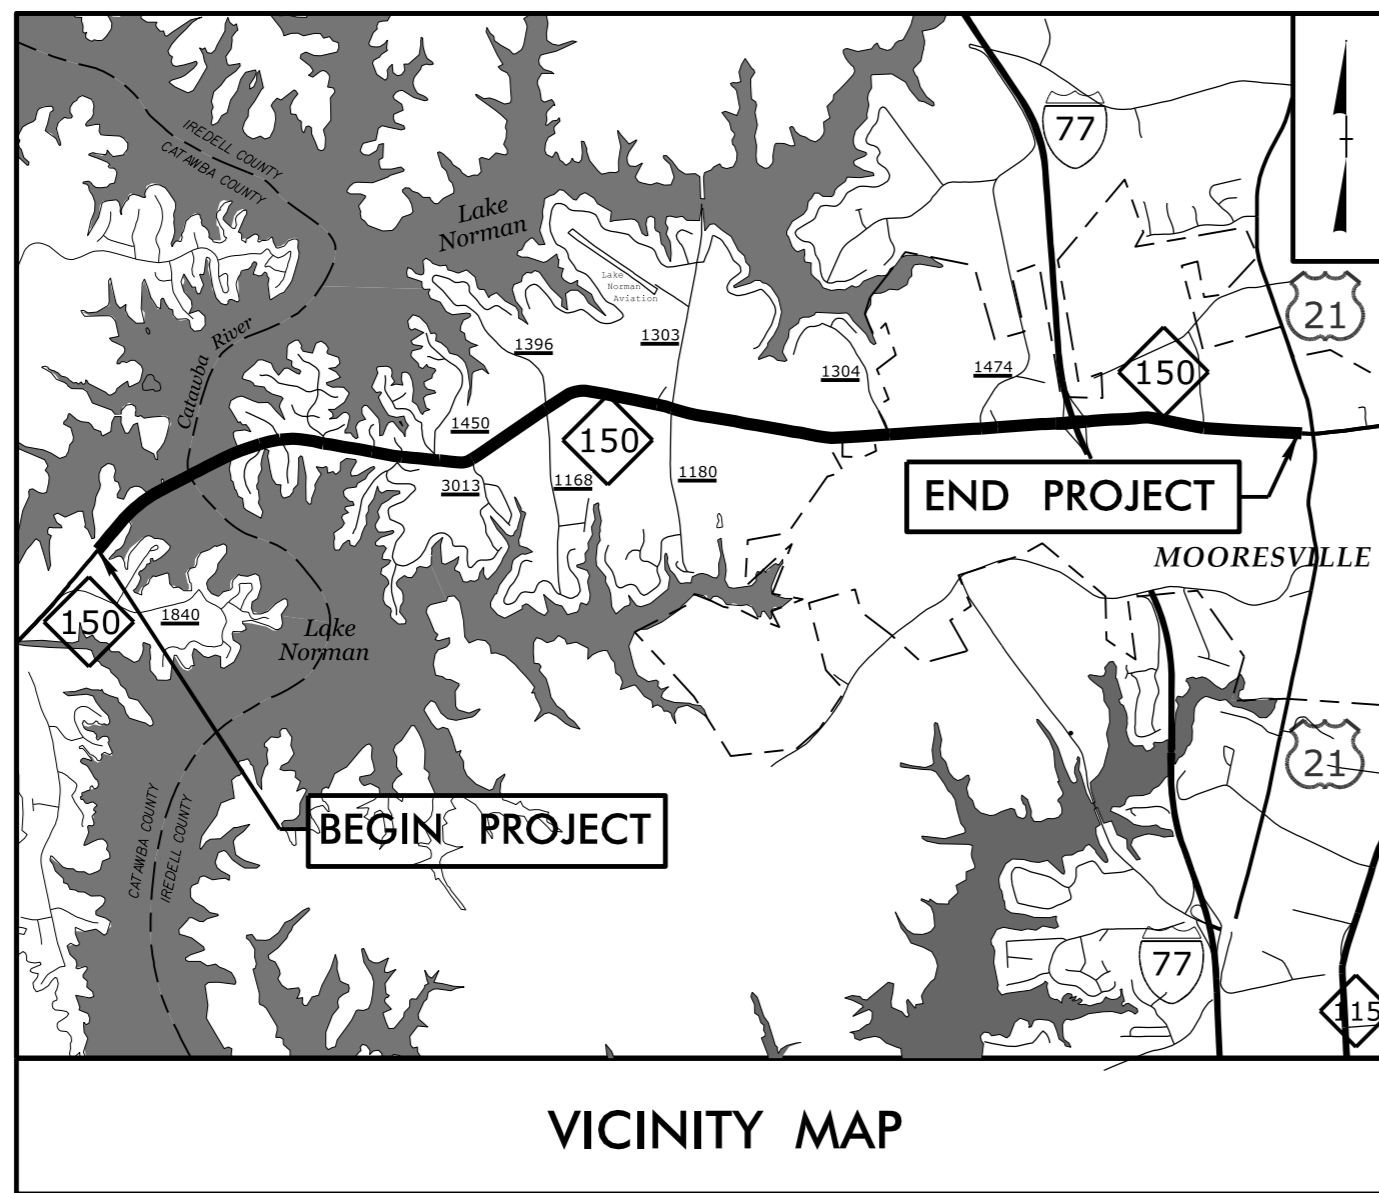 77
IREDELL COUNTY
CATAWBA COUNTY
Lake
Norman
Lake
Norman
Aviation
21
Catawba River
1396
1303
1304
1474
150
1450
150
3013
1168
1180
END PROJECT
MOORESVILLE
150
1840
Lake
Norman
21
CATAWBA COUNTY
IREDELL COUNTY
BEGIN PROJECT
77
115
VICINITY MAP